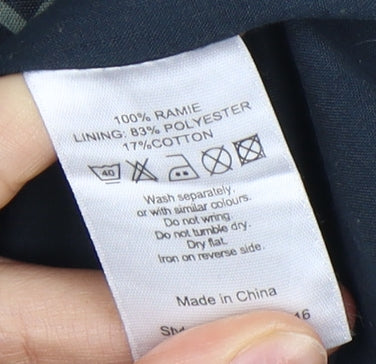 100% RAMIE
LINING: 83% POLYESTER
17%COTTON
40
Wash separately,
or with similar colours.
Do not wring.
Do not tumble dry.
Dry flat.
Iron on reverse side.
Made in China
16